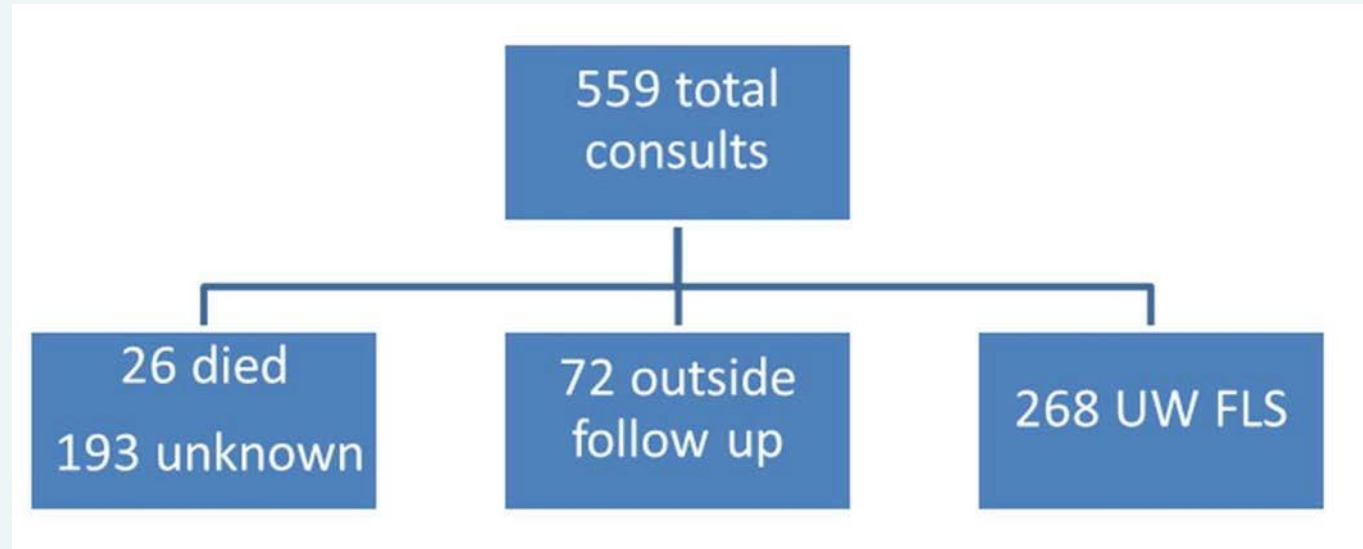 559 total
consults
26 died
193 unknown
72 outside
follow up
268 UW FLS